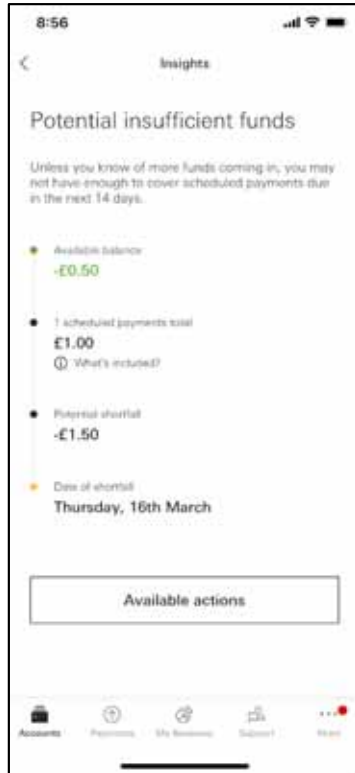 8:56
Insights
Potential insufficient funds
Unless you know of more funds coming in, you may
not have enough to cover scheduled payments due
in the next 14 days.
Available balance
-£0.50
1 scheduled payments total
£1.00
What's included?
Potential shortfall
-£1.50
Date of shortfall
Thursday, 16th March
Available actions
Accounts Payments My Business Support More